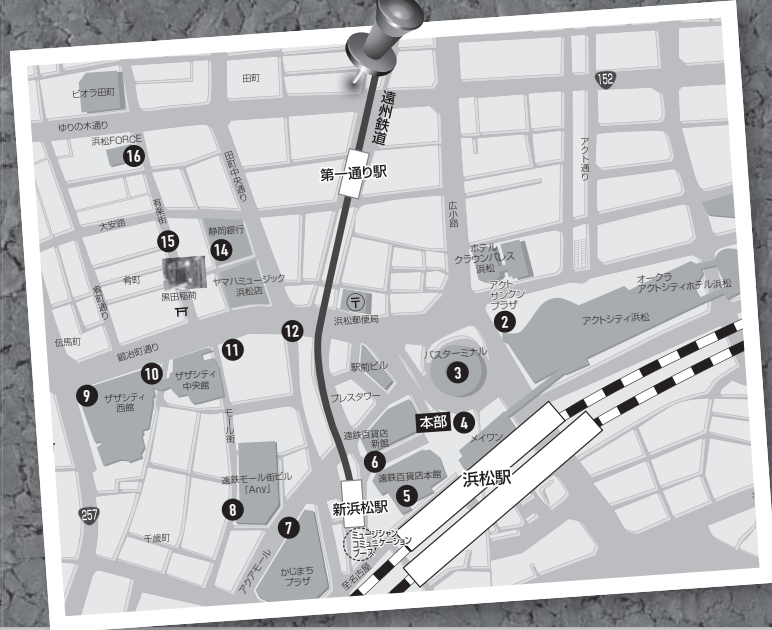 152
田町
ビオラ田町
遠州鉄道
ゆりの木通り
浜松FORCE
16
アクト通り
田町中央通り
第一通り駅
有楽街
広小路
大安路
静岡銀行
15
14
ホテル
クラウンパレス
浜松
オークラ
アクトシティホテル浜松
肴町通り
肴町
黒田稲荷
ヤマハミュージック
浜松店
アクト
サンクン
プラザ
2
アクトシティ浜松
浜松郵便局
12
伝馬町
鍛冶町通り
11
駅前ビル
バスターミナル
3
10
ザザシティ
中央館
9
ザザシティ
西館
プレスタワー
モール街
本部
4
遠鉄百貨店
新館
メイワン
6
遠鉄百貨店本館
5
浜松駅
遠鉄モール街ビル
「Any」
新浜松駅
257
8
7
ミュージシャン
コミュニケーション
ブース
千歳町
アクアモール
かじまち
プラザ
至名古屋